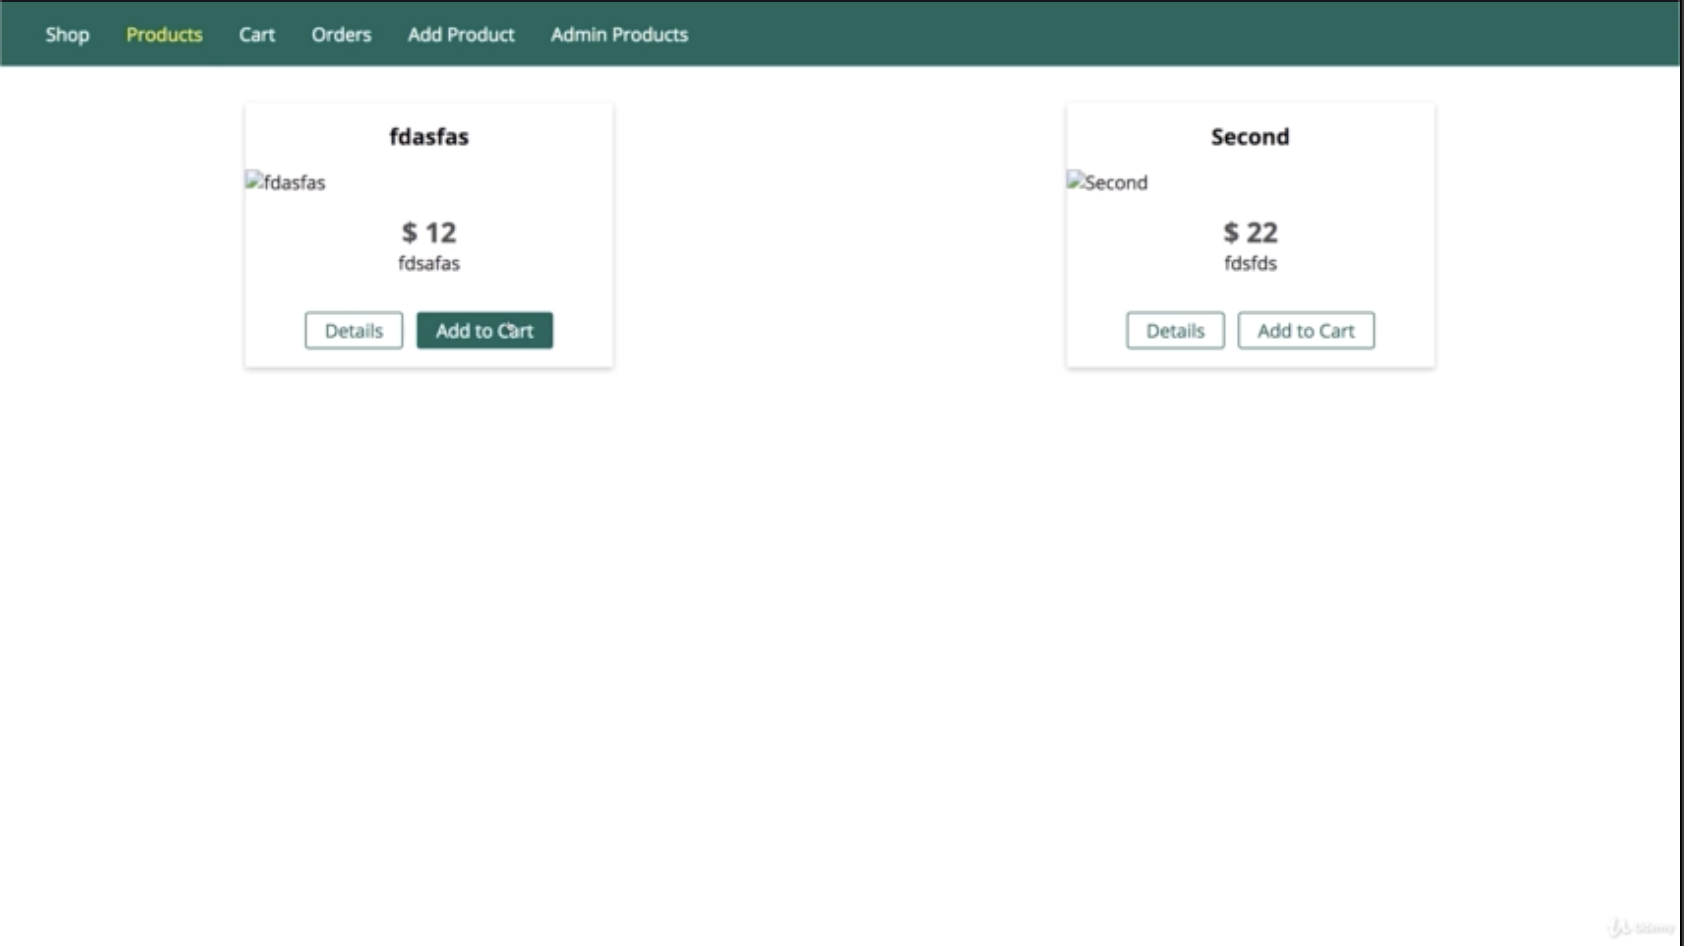 Shop Products Cart Orders Add Product Admin Products
fdasfas
fdasfas
$ 12
fdsafas
Details Add to Cart
Second
Second
$ 22
fdsfds
Details Add to Cart
Udemy